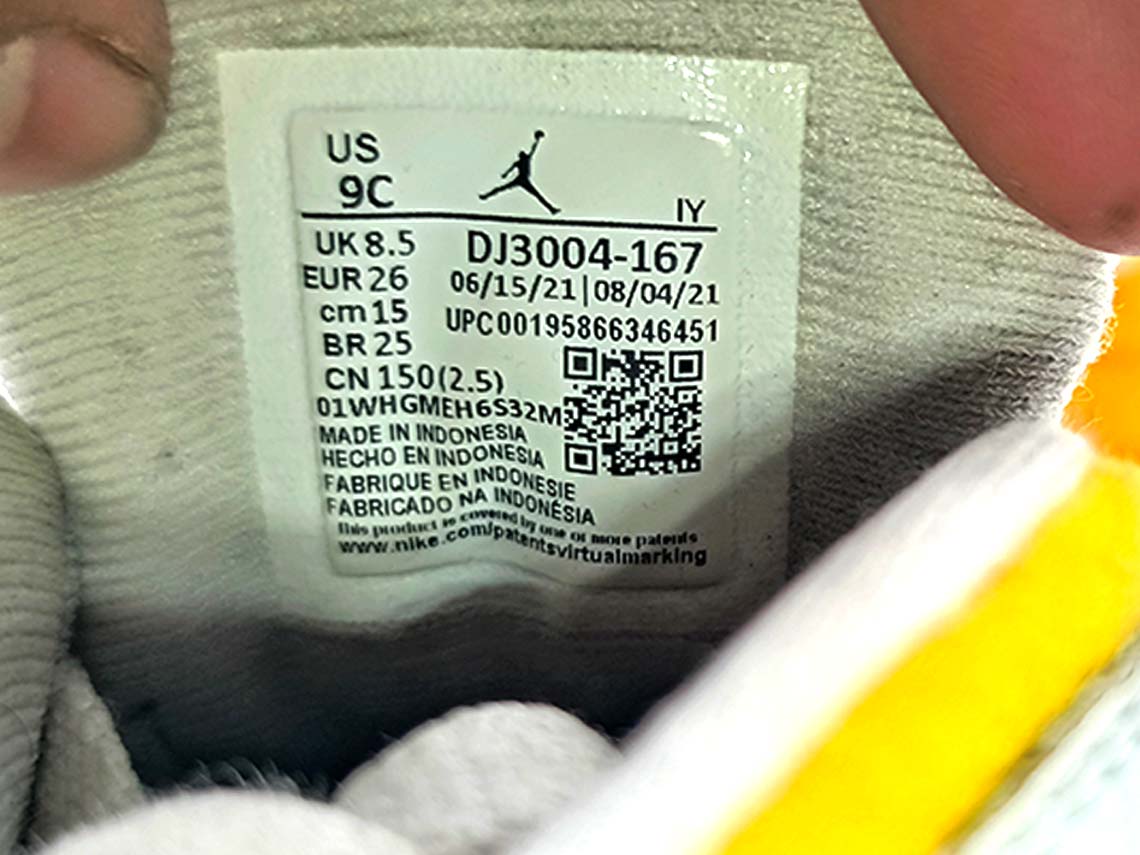 US
9C
IY
UK 8.5
DJ3004-167
EUR 26
06/15/21|08/04/21
cm 15
UPC00195866346451
BR 25
CN 150(2.5)
01WHGMEH6S32M
MADE IN INDONESIA
HECHO EN INDONESIA
FABRIQUE EN INDONESIE
FABRICADO NA INDONÉSIA
This product is covered by one or more patents
www.nike.com/patentsvirtualmarking